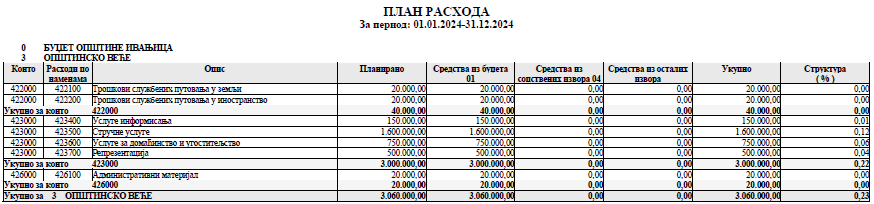 ПЛАН РАСХОДА
За период: 01.01.2024-31.12.2024
0 БУЏЕТ ОПШТИНЕ ИВАЊИЦА
3 ОПШТИНСКО ВЕЋЕ
Конто Расходи по наменама Опис Планирано Средства из буџета 01 Средства из сопствених извора 04 Средства из осталих извора Укупно Структура ( % )
422000 422100 Трошкови службених путовања у земљи 20.000,00 20.000,00 0,00 0,00 20.000,00 0,00
422000 422200 Трошкови службених путовања у иностранство 20.000,00 20.000,00 0,00 0,00 20.000,00 0,00
Укупно за конто 422000 40.000,00 40.000,00 0,00 0,00 40.000,00 0,00
423000 423400 Услуге информисања 150.000,00 150.000,00 0,00 0,00 150.000,00 0,01
423000 423500 Стручне услуге 1.600.000,00 1.600.000,00 0,00 0,00 1.600.000,00 0,12
423000 423600 Услуге за домаћинство и угоститељство 750.000,00 750.000,00 0,00 0,00 750.000,00 0,06
423000 423700 Репрезентација 500.000,00 500.000,00 0,00 0,00 500.000,00 0,04
Укупно за конто 423000 3.000.000,00 3.000.000,00 0,00 0,00 3.000.000,00 0,22
426000 426100 Административни материјал 20.000,00 20.000,00 0,00 0,00 20.000,00 0,00
Укупно за конто 426000 20.000,00 20.000,00 0,00 0,00 20.000,00 0,00
Укупно за 3 ОПШТИНСКО ВЕЋЕ 3.060.000,00 3.060.000,00 0,00 0,00 3.060.000,00 0,23